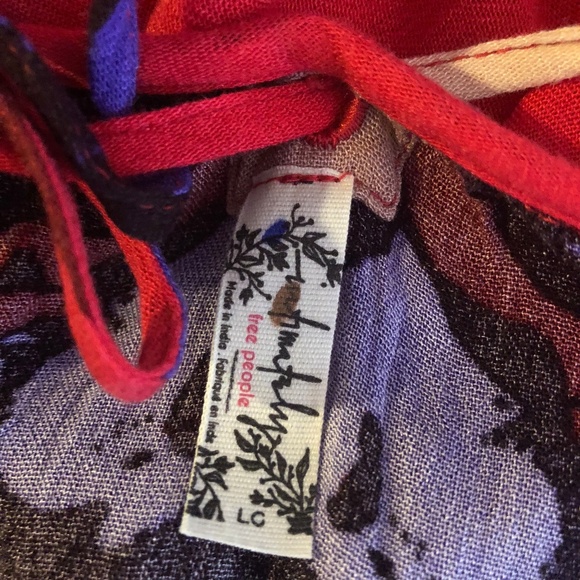 Intimately
free people
Made in India Fabriqué en Inde
LG